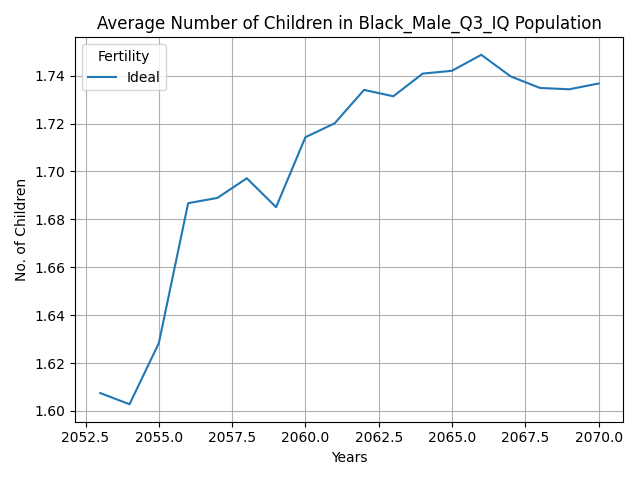 Average Number of Children in Black_Male_Q3_IQ Population
Fertility
Ideal
No. of Children
1.74
1.72
1.70
1.68
1.66
1.64
1.62
1.60
2052.5 2055.0 2057.5 2060.0 2062.5 2065.0 2067.5 2070.0
Years